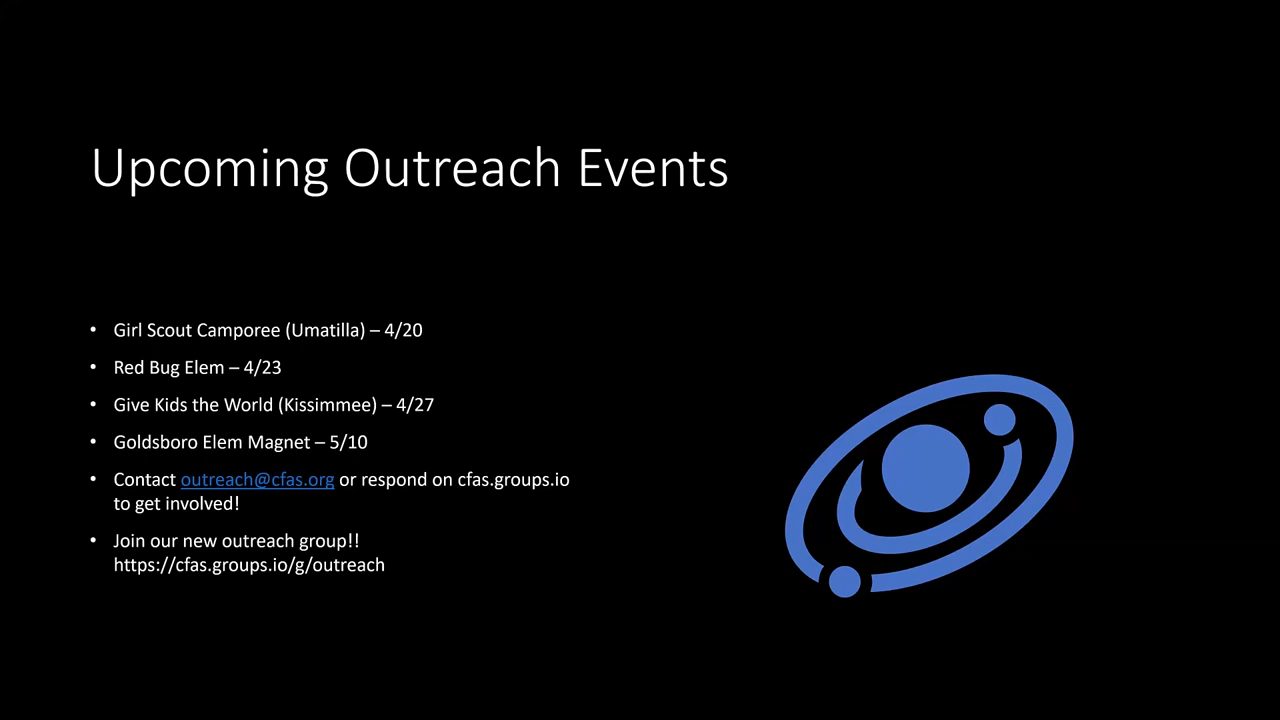 Upcoming Outreach Events
• Girl Scout Camporee (Umatilla) – 4/20
• Red Bug Elem – 4/23
• Give Kids the World (Kissimmee) – 4/27
• Goldsboro Elem Magnet – 5/10
• Contact outreach@cfas.org or respond on cfas.groups.io
to get involved!
• Join our new outreach group!!
https://cfas.groups.io/g/outreach